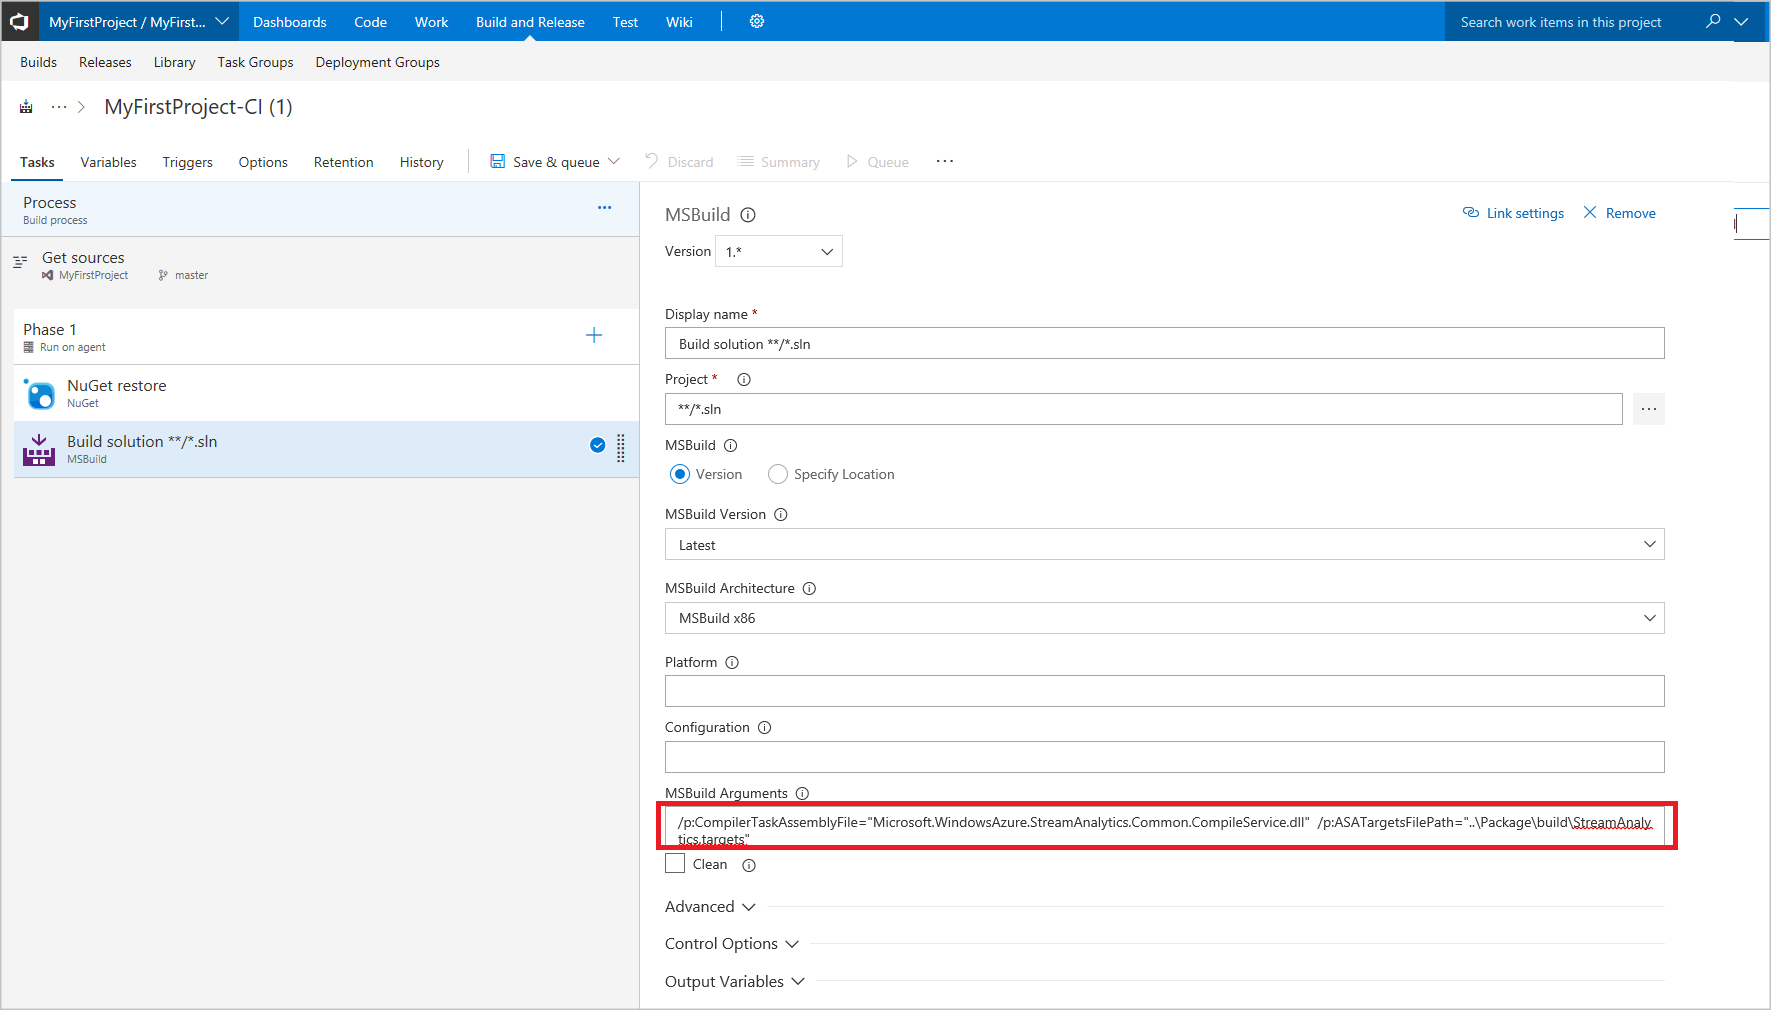 MyFirstProject / MyFirst...
Dashboards Code Work Build and Release Test Wiki
Search work items in this project
Builds Releases Library Task Groups Deployment Groups
... > MyFirstProject-CI (1)
Tasks Variables Triggers Options Retention History Save & queue Discard Summary Queue ...
Process
Build process
...
Get sources
MyFirstProject master
Phase 1
Run on agent
NuGet restore
NuGet
Build solution **/*.sln
MSBuild
MSBuild
Link settings Remove
Version 1.*
Display name *
Build solution **/*.sln
Project *
**/*.sln
...
MSBuild
Version Specify Location
MSBuild Version
Latest
MSBuild Architecture
MSBuild x86
Platform
Configuration
MSBuild Arguments
/p:CompilerTaskAssemblyFile="Microsoft.WindowsAzure.StreamAnalytics.Common.CompileService.dll" /p:ASATargetsFilePath="..\Package\build\StreamAnaly
tics.targets"
Clean
Advanced
Control Options
Output Variables